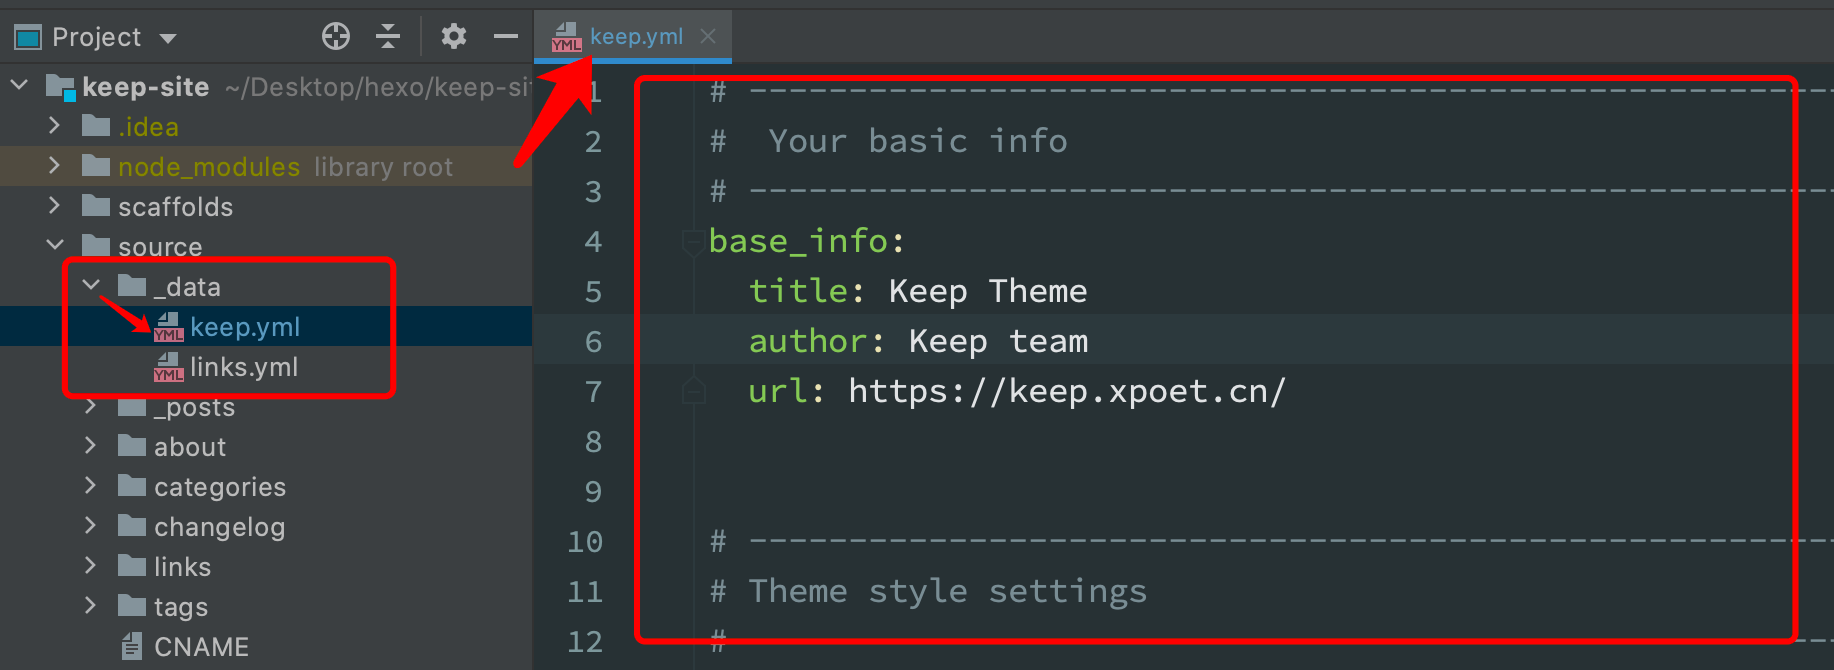 Project
keep-site ~/Desktop/hexo/keep-si
.idea
node_modules library root
scaffolds
source
_data
YML keep.yml
YML links.yml
_posts
about
categories
changelog
links
tags
CNAME
YML keep.yml
1 # ----------------------------------------------------------
2 # Your basic info
3 # ----------------------------------------------------------
4 base_info:
5 title: Keep Theme
6 author: Keep team
7 url: https://keep.xpoet.cn/
8
9
10 # ----------------------------------------------------------
11 # Theme style settings
12 #